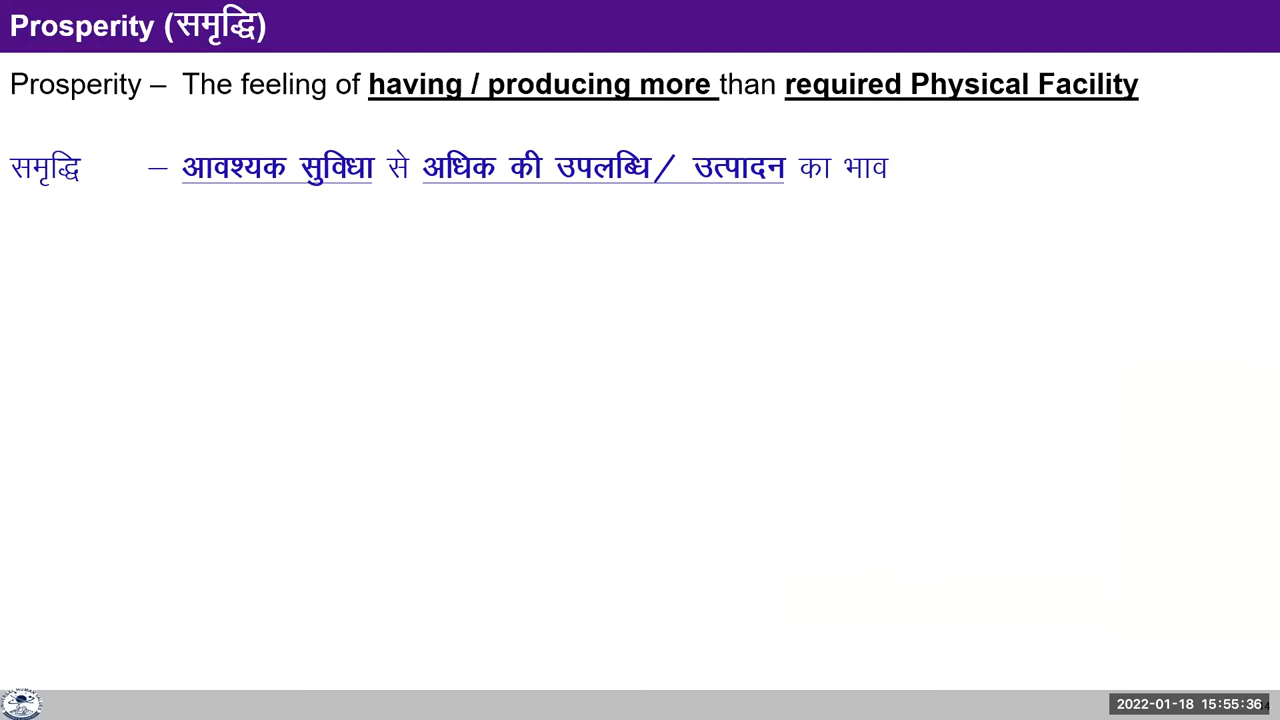 Prosperity (समृद्धि)
Prosperity – The feeling of having / producing more than required Physical Facility
समृद्धि – आवश्यक सुविधा से अधिक की उपलब्धि/ उत्पादन का भाव
2022-01-18 15:55:36